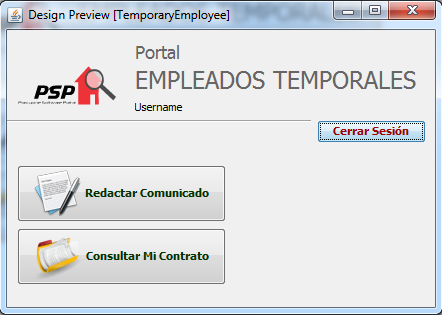 Design Preview [TemporaryEmployee]
Portal
EMPLEADOS TEMPORALES
PSP
Username
Cerrar Sesión
Redactar Comunicado
Consultar Mi Contrato